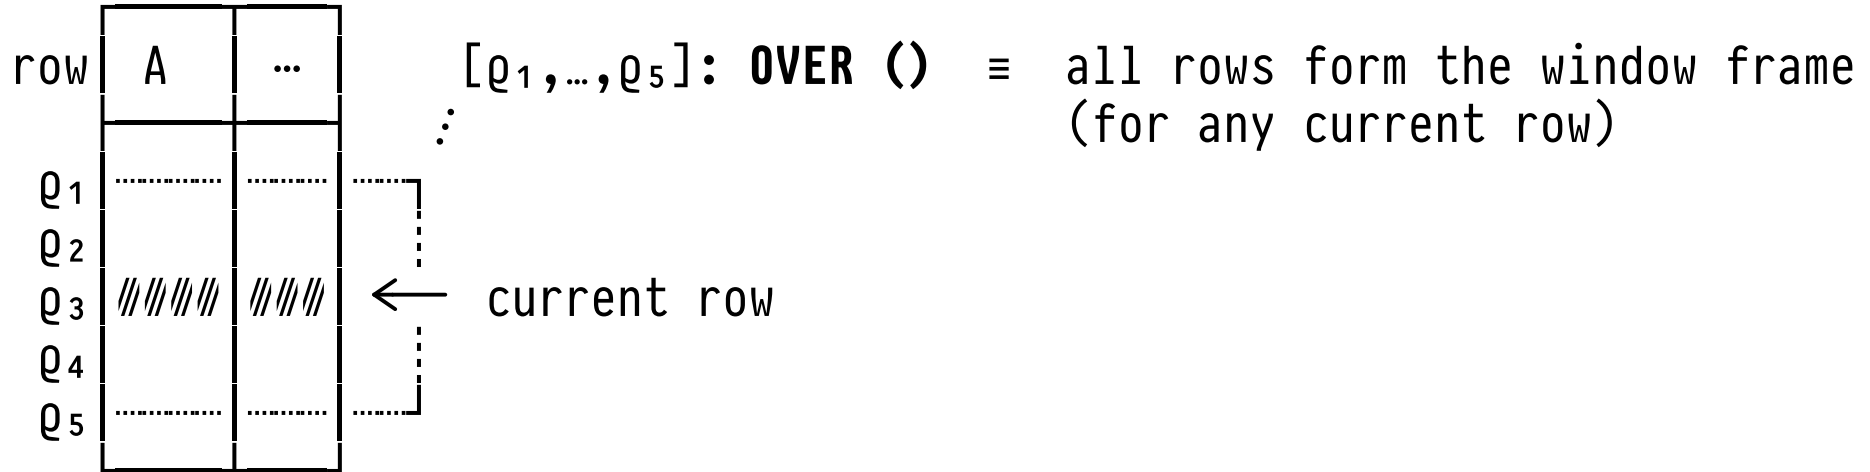 row A … [ϱ₁,…,ϱ₅]: OVER () ≡ all rows form the window frame
(for any current row)
ϱ₁
ϱ₂
ϱ₃ ← current row
ϱ₄
ϱ₅